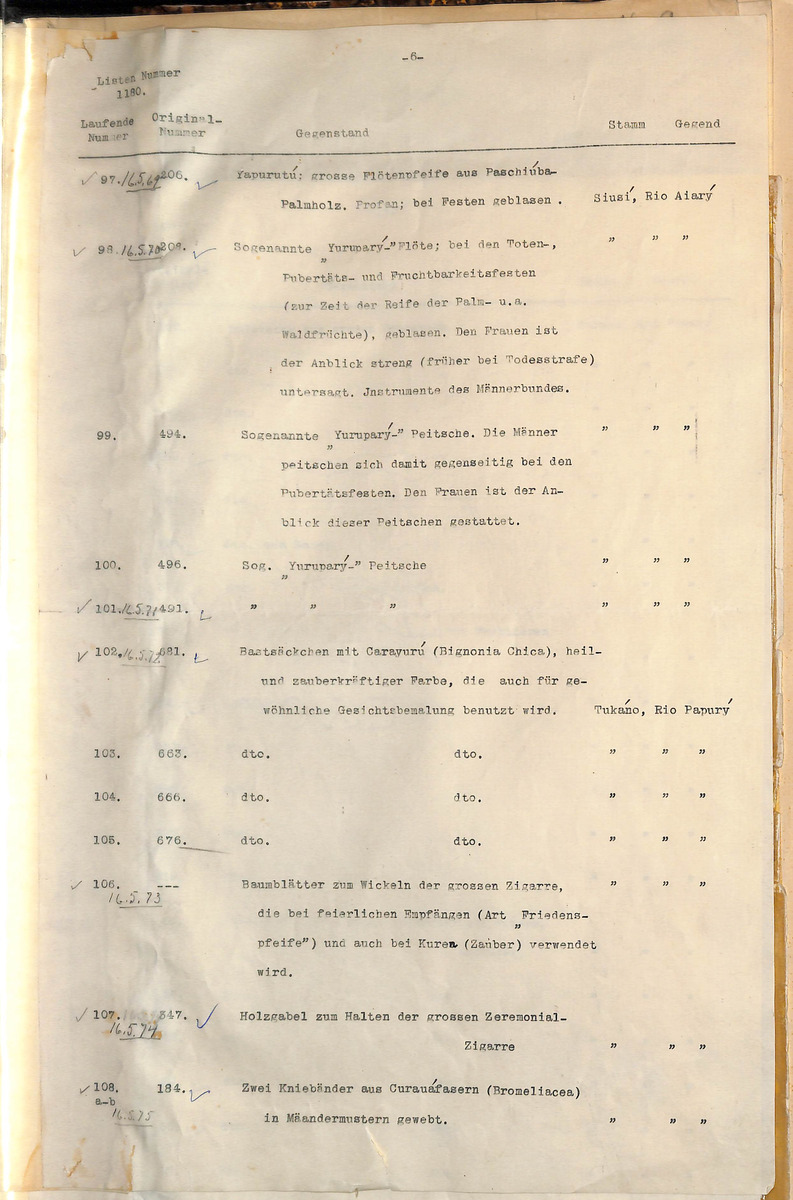 -6-
Listen Nummer
1180.
Laufende Nummer Original-Nummer Gegenstand Stamm Gegend
97. 16.5.69 206. Yapurutú; grosse Flötenpfeife aus Paschiúba-
Palmholz. Profan; bei Festen geblasen. Siusí, Rio Aiarý
98. 16.5.70 208. Sogenannte „Yuruparý-” Flöte; bei den Toten-, ” ” ”
Pubertäts- und Fruchtbarkeitsfesten
(zur Zeit der Reife der Palm- u.a.
Waldfrüchte), geblasen. Den Frauen ist
der Anblick streng (früher bei Todesstrafe)
untersagt. Jnstrumente des Männerbundes.
99. 494. Sogenannte „Yuruparý-” Peitsche. Die Männer ” ” ”
peitschen sich damit gegenseitig bei den
Pubertätsfesten. Den Frauen ist der An-
blick dieser Peitschen gestattet.
100. 496. Sog. „Yuruparý-” Peitsche ” ” ”
101. 16.5.71 491. ” ” ” ” ” ”
102. 16.5.72 681. Bastsäckchen mit Carayurú (Bignonia Chica), heil-
und zauberkräftiger Farbe, die auch für ge-
wöhnliche Gesichtsbemalung benutzt wird. Tukáno, Rio Papurý
103. 663. dto. dto. ” ” ”
104. 666. dto. dto. ” ” ”
105. 676. dto. dto. ” ” ”
106. --- Baumblätter zum Wickeln der grossen Zigarre, ” ” ”
16.5.73
die bei feierlichen Empfängen (Art „Friedens-
pfeife”) und auch bei Kuren (Zauber) verwendet
wird.
107. 347. Holzgabel zum Halten der grossen Zeremonial-
16.5.74
Zigarre ” ” ”
108. 184. Zwei Kniebänder aus Curauáfasern (Bromeliacea)
a-b
16.5.75
in Mäandermustern gewebt. ” ” ”